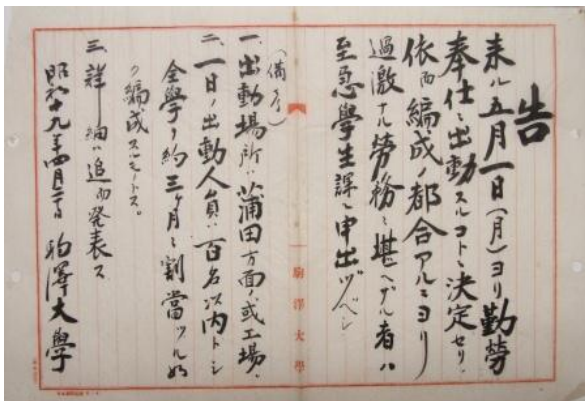 告
来ル五月一日(月)ヨリ勤労
奉仕ニ出動スルコトニ決定セリ。
依而編成ノ都合アルニヨリ
過激ナル労務ニ堪ヘザル者ハ
至急學生課ニ申出ヅベシ
(備考)
一、出動場所ハ蒲田方面ノ或工場。
二、一日ノ出動人員ハ百名以内トシ
全學ヲ約三ヶ月ニ割當ツル如
ク編成スルモノトス。
三、詳細ハ追而発表ス
昭和十九年四月二十日 駒澤大學
駒澤大學